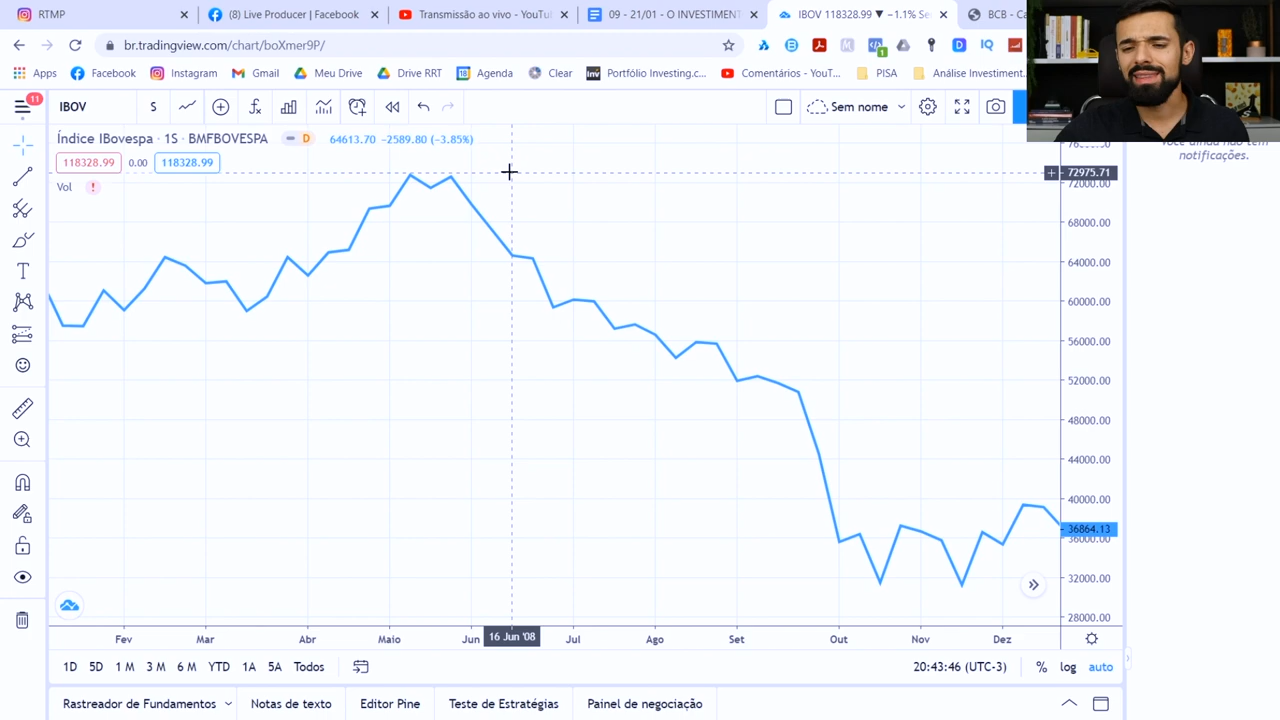 RTMP
(8) Live Producer | Facebook
Transmissão ao vivo - YouTu
09 - 21/01 - O INVESTIMENT
IBOV 118328.99 ▼ −1.1% Se
BCB - Ca
br.tradingview.com/chart/boXmer9P/
Apps
Facebook
Instagram
Gmail
Meu Drive
Drive RRT
Agenda
Clear
Portfólio Investing.c...
Comentários - YouT...
PISA
Análise Investiment.
11
IBOV
S
Sem nome
Índice IBovespa · 1S · BMFBOVESPA
D
64613.70 −2589.80 (−3.85%)
118328.99
0.00
118328.99
Vol
notificações.
72975.71
72000.00
68000.00
64000.00
60000.00
56000.00
52000.00
48000.00
44000.00
40000.00
36864.13
36000.00
32000.00
28000.00
Fev
Mar
Abr
Maio
Jun
16 Jun '08
Jul
Ago
Set
Out
Nov
Dez
1D
5D
1 M
3 M
6 M
YTD
1A
5A
Todos
20:43:46 (UTC-3)
%
log
auto
Rastreador de Fundamentos
Notas de texto
Editor Pine
Teste de Estratégias
Painel de negociação